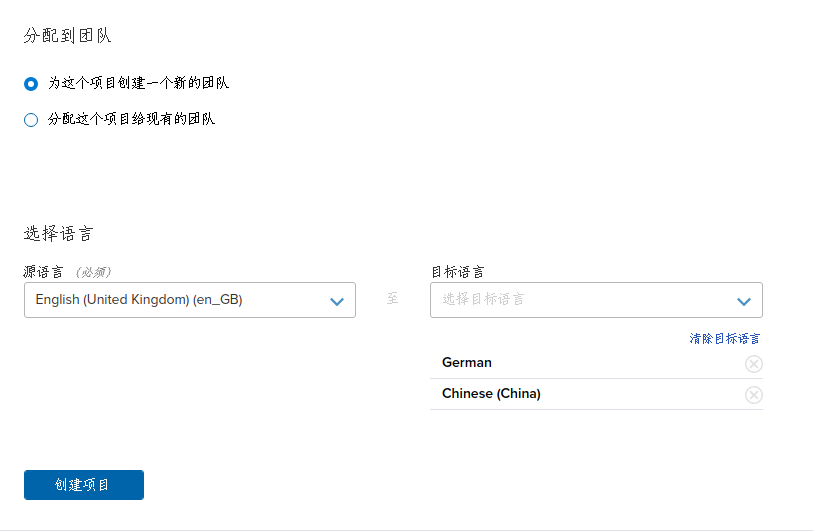 分配到团队
为这个项目创建一个新的团队
分配这个项目给现有的团队
选择语言
源语言 （必须）
目标语言
English (United Kingdom) (en_GB)
至
选择目标语言
清除目标语言
German
Chinese (China)
创建项目